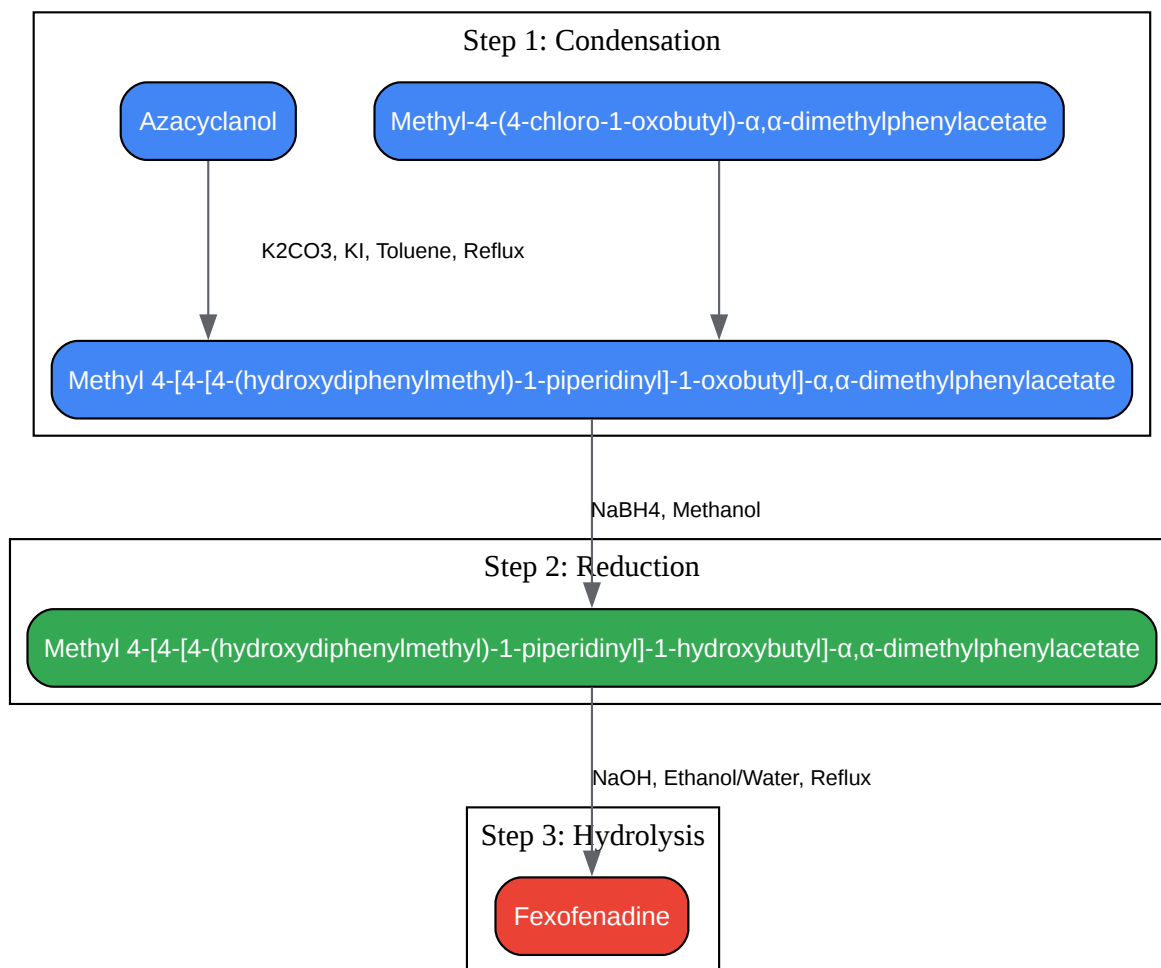 Step 1: Condensation
Azacyclanol
Methyl-4-(4-chloro-1-oxobutyl)-α,α-dimethylphenylacetate
K2CO3, KI, Toluene, Reflux
Methyl 4-[4-[4-(hydroxydiphenylmethyl)-1-piperidinyl]-1-oxobutyl]-α,α-dimethylphenylacetate
NaBH4, Methanol
Step 2: Reduction
Methyl 4-[4-[4-(hydroxydiphenylmethyl)-1-piperidinyl]-1-hydroxybutyl]-α,α-dimethylphenylacetate
NaOH, Ethanol/Water, Reflux
Step 3: Hydrolysis
Fexofenadine